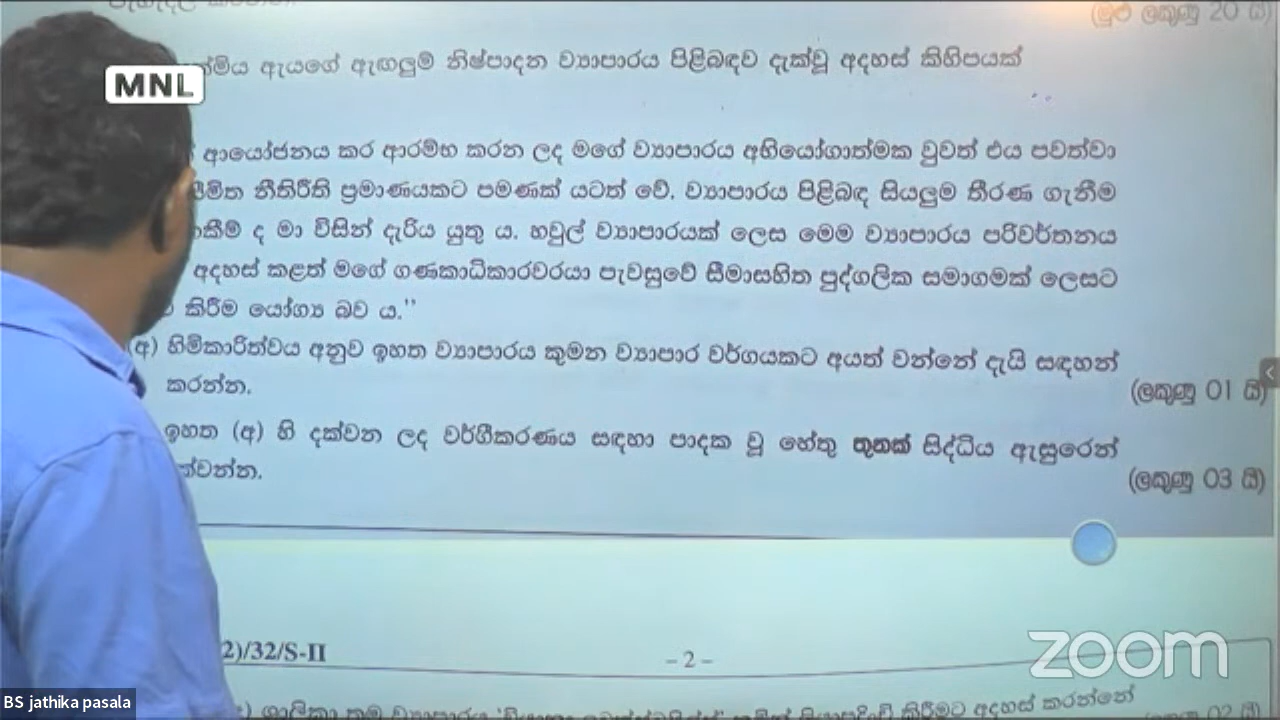 (මුළු ලකුණු 20 යි)
ඇයගේ ඇඟලුම් නිෂ්පාදන ව්‍යාපාරය පිළිබඳව දැක්වූ අදහස් කිහිපයක්
MNL
ආයෝජනය කර ආරම්භ කරන ලද මගේ ව්‍යාපාරය අභියෝගාත්මක වුවත් එය පවත්වා
නීතිරීති ප්‍රමාණයකට පමණක් යටත් වේ. ව්‍යාපාරය පිළිබඳ සියලුම තීරණ ගැනීම
ද මා විසින් දැරිය යුතු ය. හවුල් ව්‍යාපාරයක් ලෙස මෙම ව්‍යාපාරය පරිවර්තනය
අදහස් කළත් මගේ ගණකාධිකාරවරයා පැවසුවේ සීමාසහිත පුද්ගලික සමාගමක් ලෙසට
කිරීම යෝග්‍ය බව ය.''
(අ) හිමිකාරිත්වය අනුව ඉහත ව්‍යාපාරය කුමන ව්‍යාපාර වර්ගයකට අයත් වන්නේ දැයි සඳහන්
කරන්න. (ලකුණු 01 යි)
ඉහත (අ) හි දක්වන ලද වර්ගීකරණය සඳහා පාදක වූ හේතු තුනක් සිද්ධිය ඇසුරෙන්
(ලකුණු 03 යි)
2)/32/S-II
- 2 -
zoom
BS jathika pasala